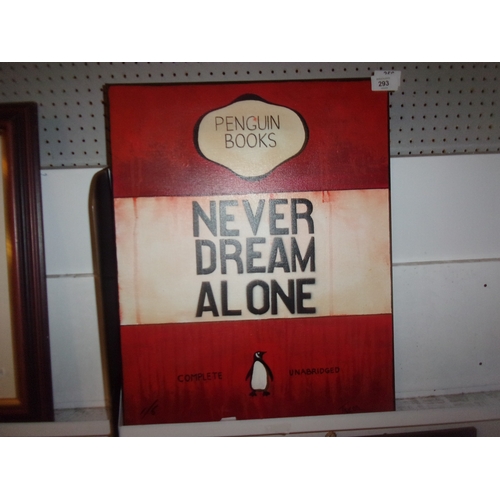 293
PENGUIN
BOOKS
NEVER
DREAM
ALONE
COMPLETE UNABRIDGED